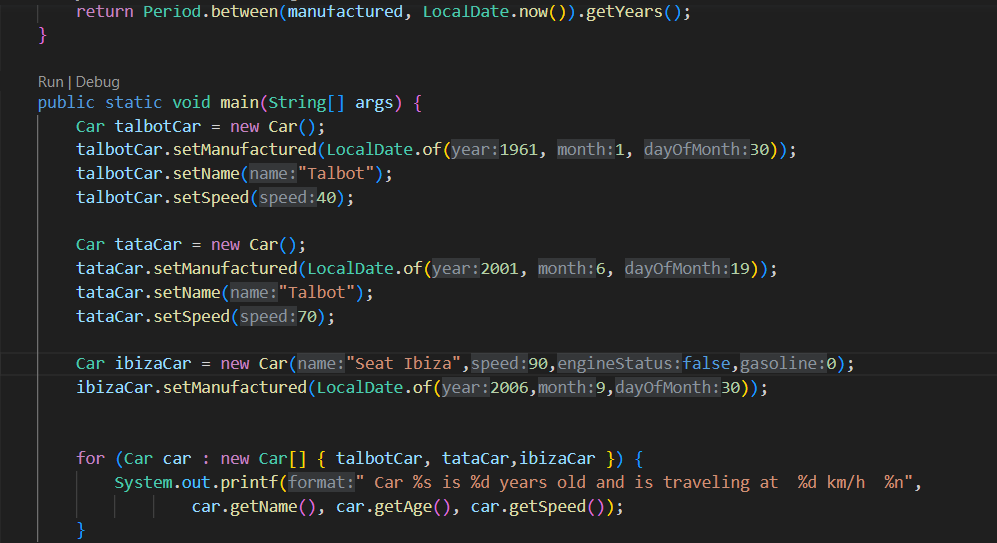 return Period.between(manufactured, LocalDate.now()).getYears();
}
Run | Debug
public static void main(String[] args) {
Car talbotCar = new Car();
talbotCar.setManufactured(LocalDate.of(year:1961, month:1, dayOfMonth:30));
talbotCar.setName(name:"Talbot");
talbotCar.setSpeed(speed:40);
Car tataCar = new Car();
tataCar.setManufactured(LocalDate.of(year:2001, month:6, dayOfMonth:19));
tataCar.setName(name:"Talbot");
tataCar.setSpeed(speed:70);
Car ibizaCar = new Car(name:"Seat Ibiza",speed:90,engineStatus:false,gasoline:0);
ibizaCar.setManufactured(LocalDate.of(year:2006,month:9,dayOfMonth:30));
for (Car car : new Car[] { talbotCar, tataCar,ibizaCar }) {
System.out.printf(format:" Car %s is %d years old and is traveling at  %d km/h  %n",
car.getName(), car.getAge(), car.getSpeed());
}